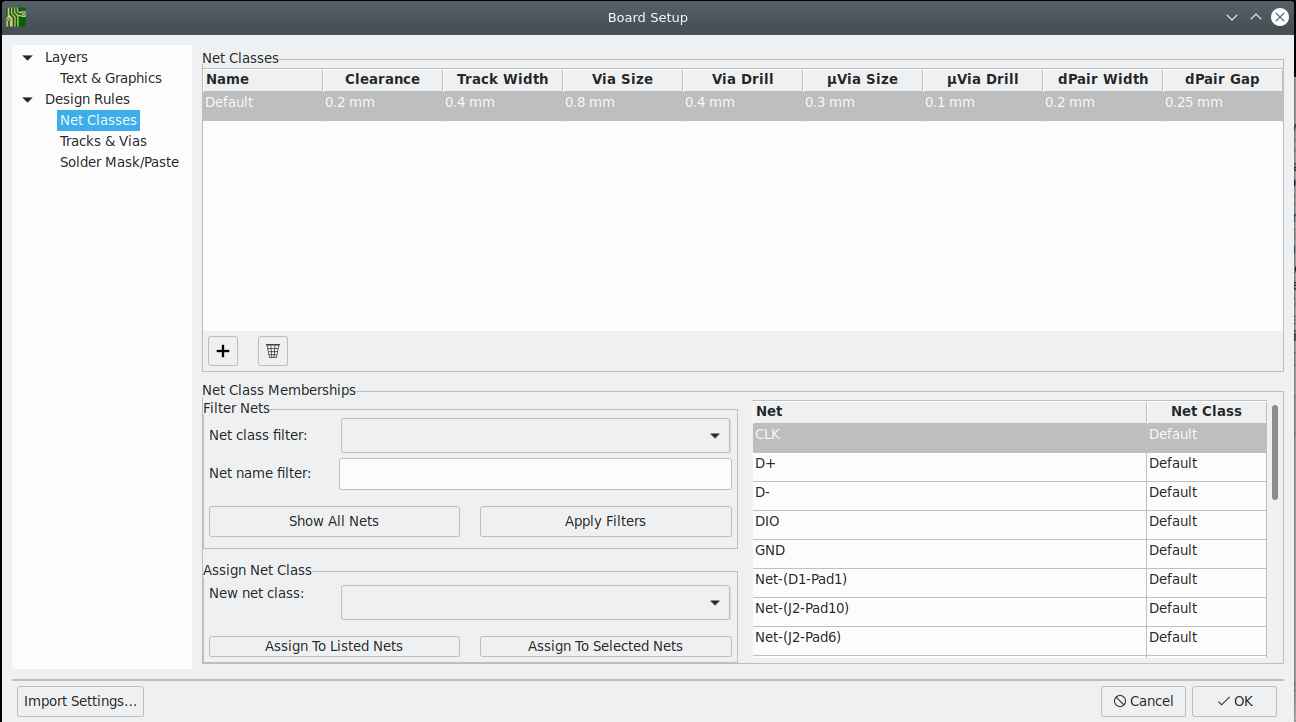 Board Setup
Layers
Text & Graphics
Design Rules
Net Classes
Tracks & Vias
Solder Mask/Paste
Net Classes
Name Clearance Track Width Via Size Via Drill µVia Size µVia Drill dPair Width dPair Gap
Default 0.2 mm 0.4 mm 0.8 mm 0.4 mm 0.3 mm 0.1 mm 0.2 mm 0.25 mm
Net Class Memberships
Filter Nets
Net class filter:
Net name filter:
Show All Nets Apply Filters
Assign Net Class
New net class:
Assign To Listed Nets Assign To Selected Nets
Net Net Class
CLK Default
D+ Default
D- Default
DIO Default
GND Default
Net-(D1-Pad1) Default
Net-(J2-Pad10) Default
Net-(J2-Pad6) Default
Import Settings... Cancel OK